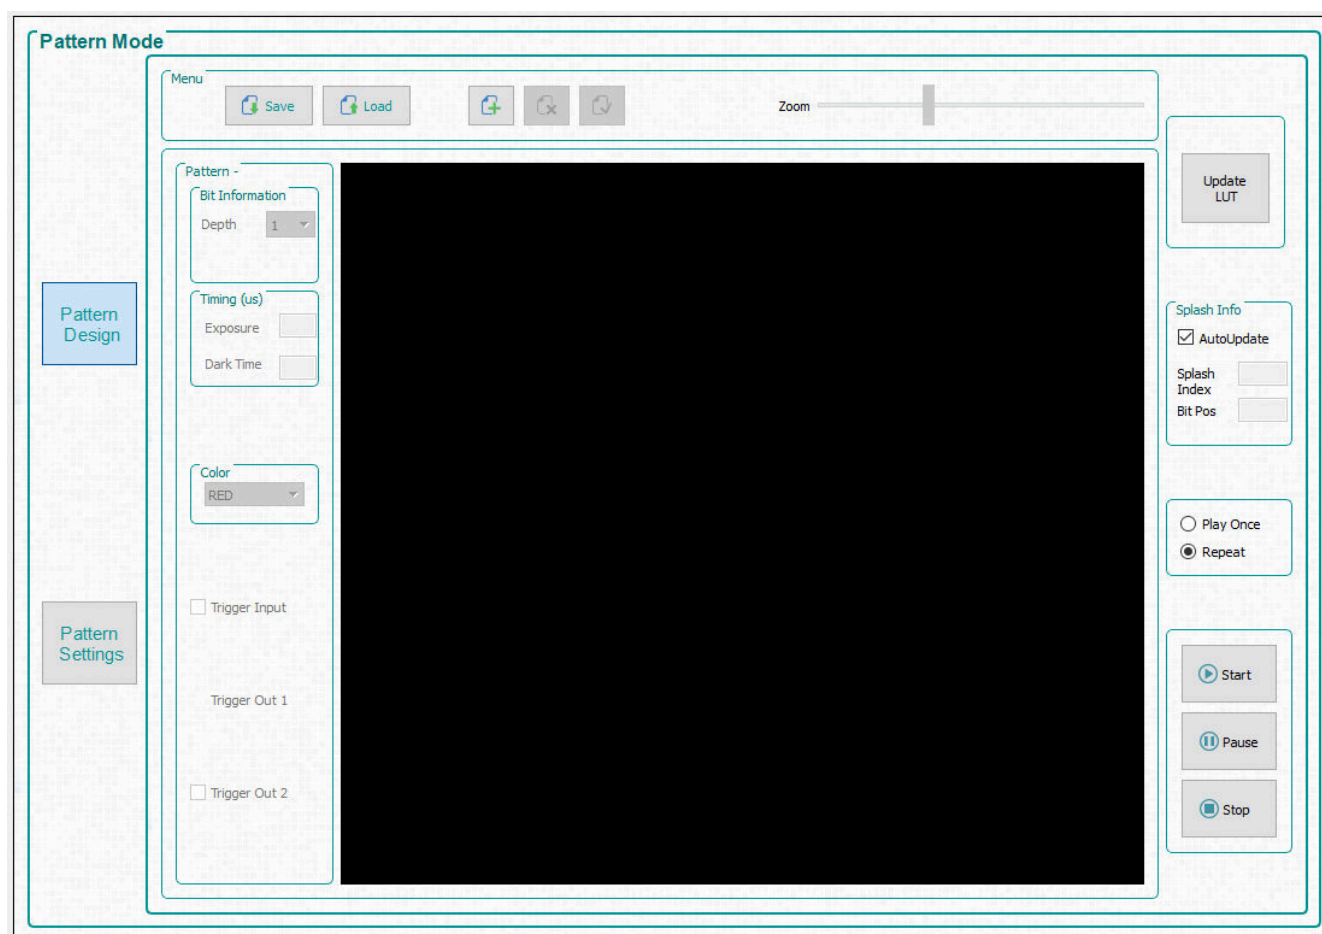 Pattern Mode
Menu
Save
Load
Zoom
Pattern -
Bit Information
Depth
1
Timing (us)
Exposure
Dark Time
Color
RED
Trigger Input
Trigger Out 1
Trigger Out 2
Pattern
Design
Pattern
Settings
Update
LUT
Splash Info
AutoUpdate
Splash
Index
Bit Pos
Play Once
Repeat
Start
Pause
Stop